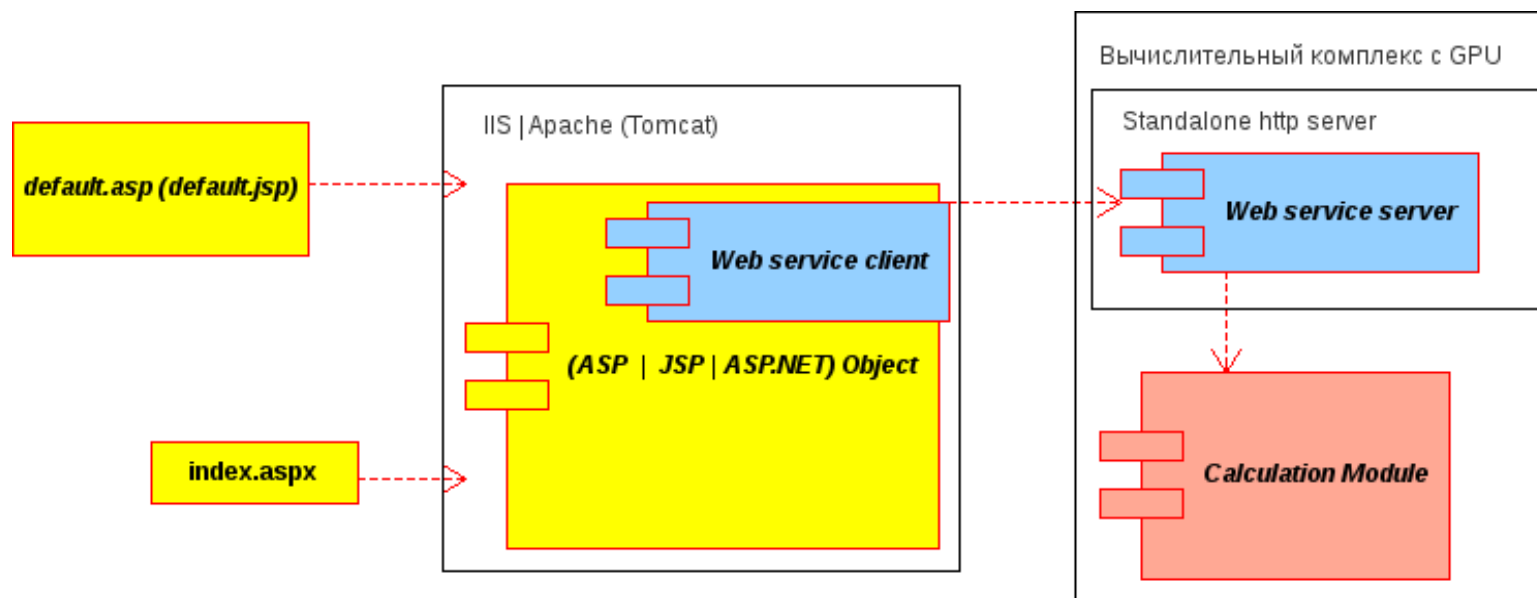 Вычислительный комплекс с GPU
IIS | Apache (Tomcat)
Standalone http server
default.asp (default.jsp)
Web service server
Web service client
(ASP | JSP | ASP.NET) Object
index.aspx
Calculation Module